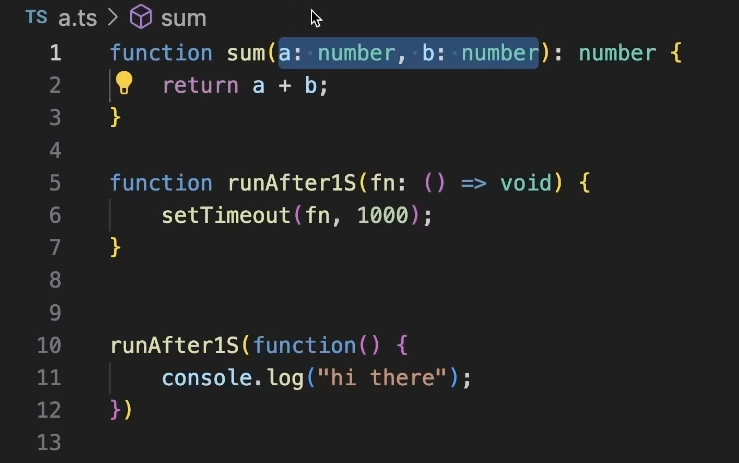 TS a.ts > sum
1 function sum(a: number, b: number): number {
2 return a + b;
3 }
4
5 function runAfter1S(fn: () => void) {
6 setTimeout(fn, 1000);
7 }
8
9
10 runAfter1S(function() {
11 console.log("hi there");
12 })
13